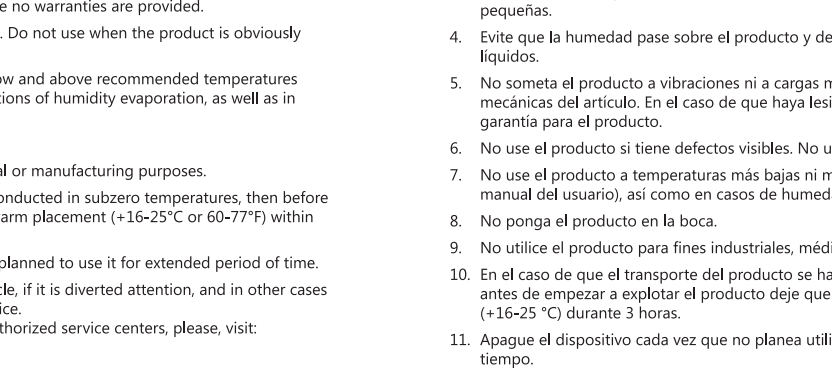 e no warranties are provided.
. Do not use when the product is obviously
ow and above recommended temperatures
tions of humidity evaporation, as well as in
al or manufacturing purposes.
onducted in subzero temperatures, then before
arm placement (+16-25°C or 60-77°F) within
planned to use it for extended period of time.
cle, if it is diverted attention, and in other cases
ice.
thorized service centers, please, visit:
pequeñas.
4. Evite que la humedad pase sobre el producto y de
líquidos.
5. No someta el producto a vibraciones ni a cargas m
mecánicas del artículo. En el caso de que haya lesi
garantía para el producto.
6. No use el producto si tiene defectos visibles. No u
7. No use el producto a temperaturas más bajas ni m
manual del usuario), así como en casos de humeda
8. No ponga el producto en la boca.
9. No utilice el producto para fines industriales, médi
10. En el caso de que el transporte del producto se ha
antes de empezar a explotar el producto deje que
(+16-25 °C) durante 3 horas.
11. Apague el dispositivo cada vez que no planea utili
tiempo.